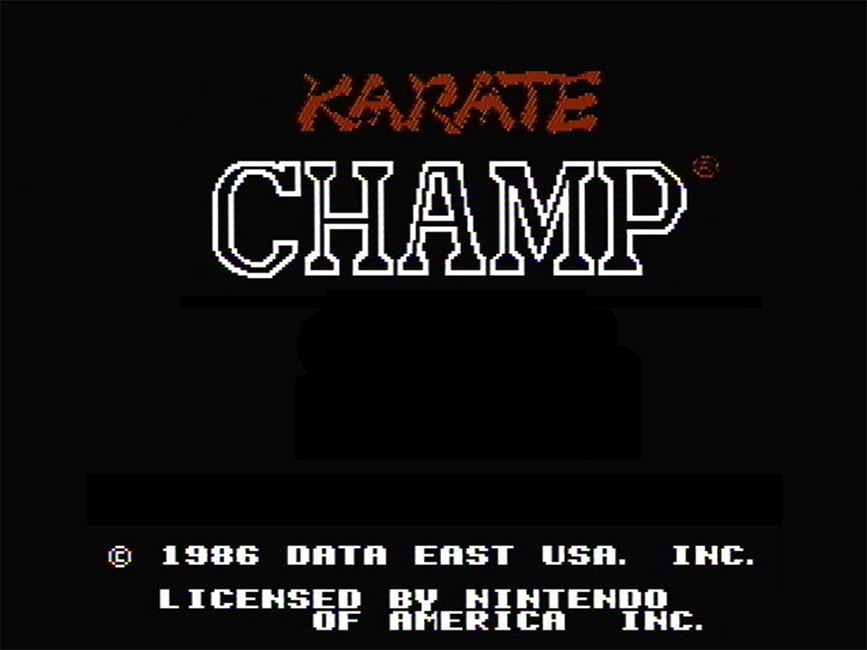 KARATE
CHAMP®
© 1986 DATA EAST USA. INC.
LICENSED BY NINTENDO
OF AMERICA INC.